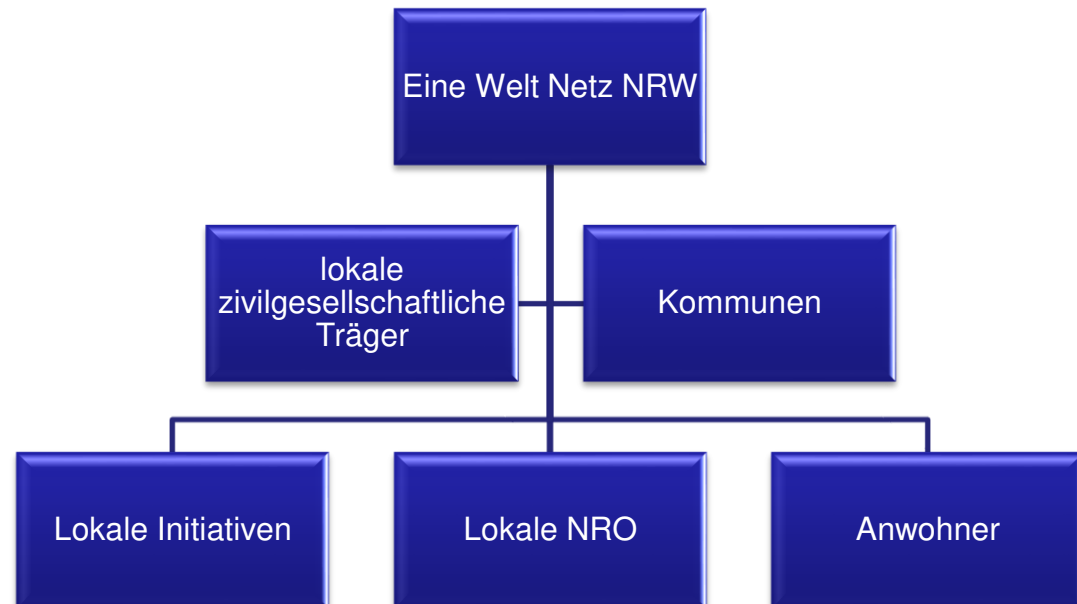 Eine Welt Netz NRW
lokale
zivilgesellschaftliche
Träger
Kommunen
Lokale Initiativen
Lokale NRO
Anwohner